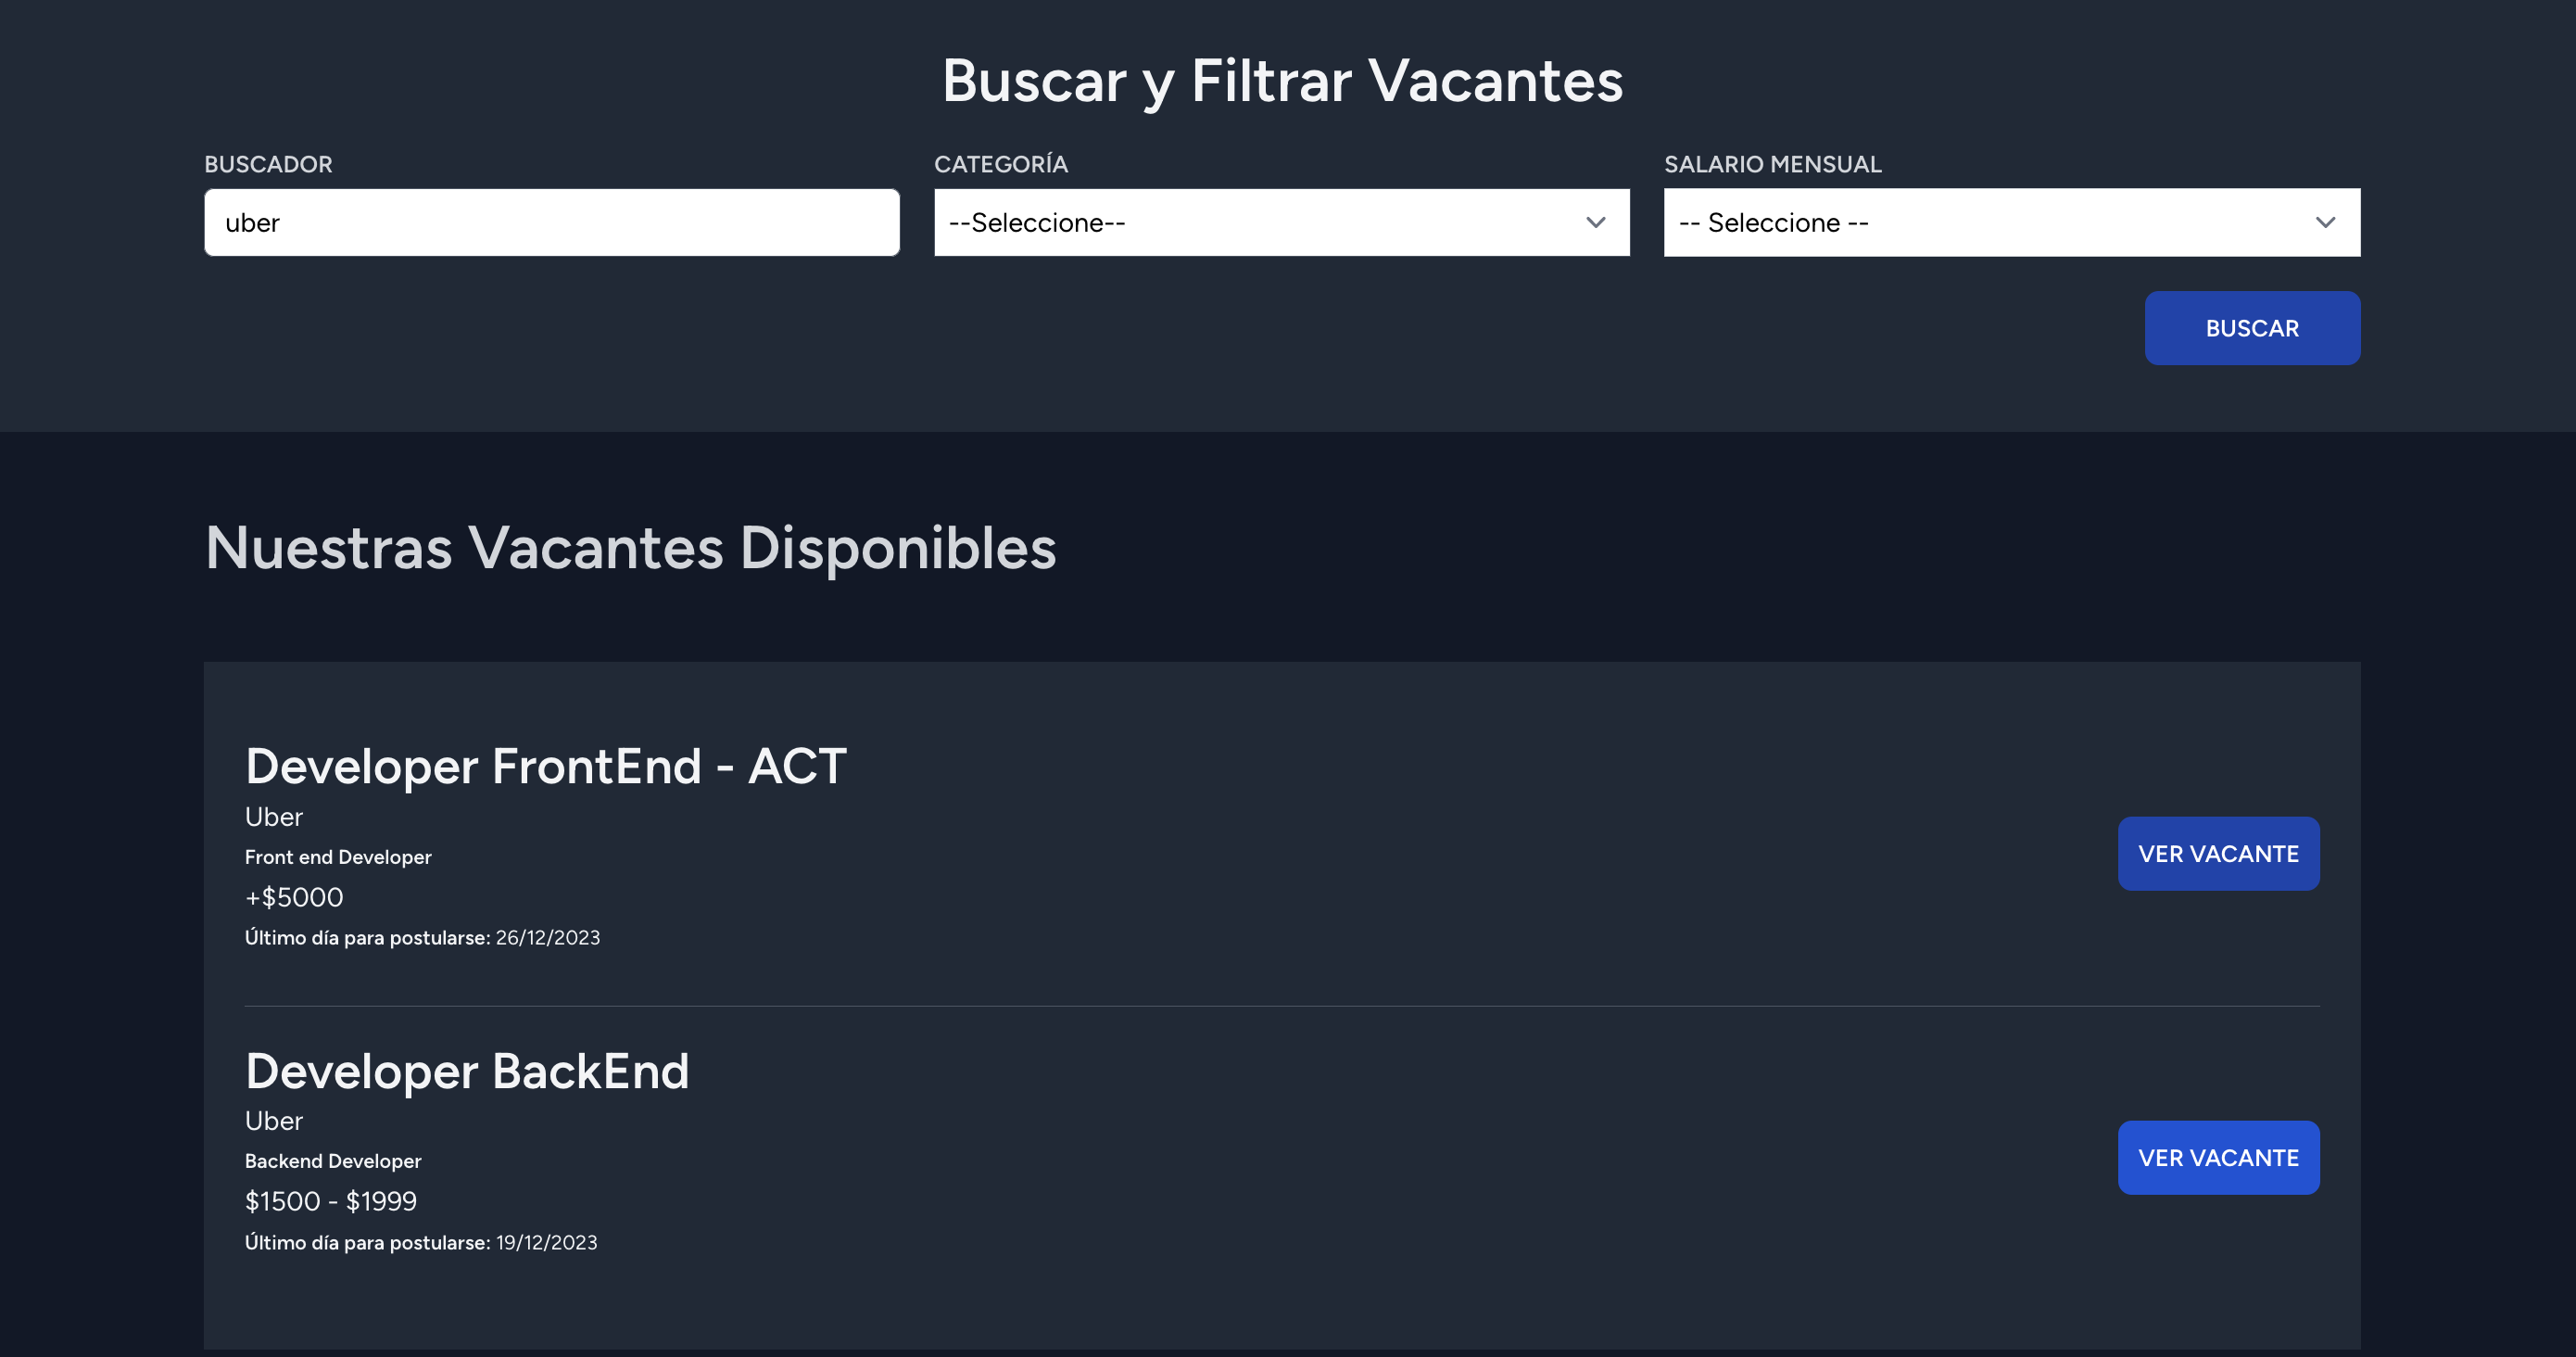 Buscar y Filtrar Vacantes
BUSCADOR
uber
CATEGORÍA
--Seleccione--
SALARIO MENSUAL
-- Seleccione --
BUSCAR
Nuestras Vacantes Disponibles
Developer FrontEnd - ACT
Uber
Front end Developer
+$5000
Último día para postularse: 26/12/2023
VER VACANTE
Developer BackEnd
Uber
Backend Developer
$1500 - $1999
Último día para postularse: 19/12/2023
VER VACANTE